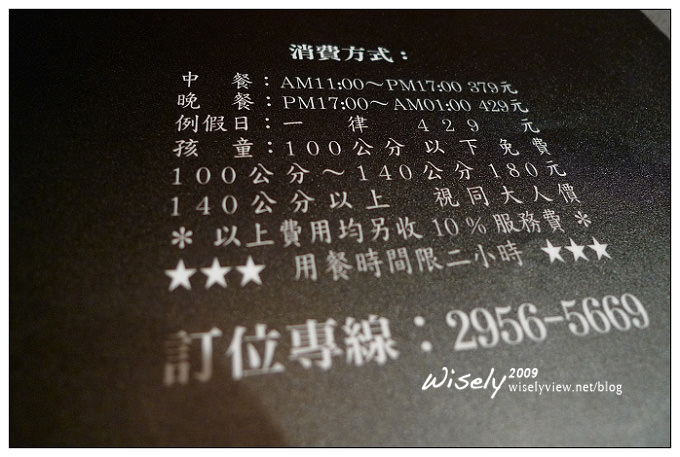 消費方式：
中　餐：AM11:00～PM17:00 379元
晚　餐：PM17:00～AM01:00 429元
例假日：一　律　429　元
孩　童：100公分以下免費
100公分～140公分180元
140公分以上　視同大人價
＊以上費用均另收10%服務費＊
★★★ 用餐時間限二小時 ★★★
訂位專線：2956-5669
Wisely 2009
wiselyview.net/blog